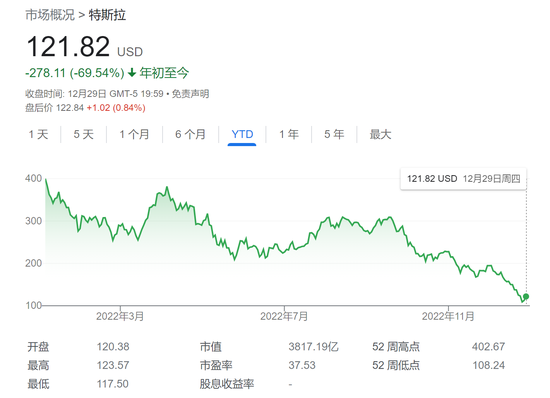 市场概况 > 特斯拉
121.82 USD
-278.11 (-69.54%) 年初至今
收盘时间: 12月29日 GMT-5 19:59 • 免责声明
盘后价 122.84 +1.02 (0.84%)
1 天 5 天 1 个月 6 个月 YTD 1 年 5 年 最大
121.82 USD 12月29日周四
400
300
200
100
2022年3月 2022年7月 2022年11月
开盘 120.38 市值 3817.19亿 52 周高点 402.67
最高 123.57 市盈率 37.53 52 周低点 108.24
最低 117.50 股息收益率 -